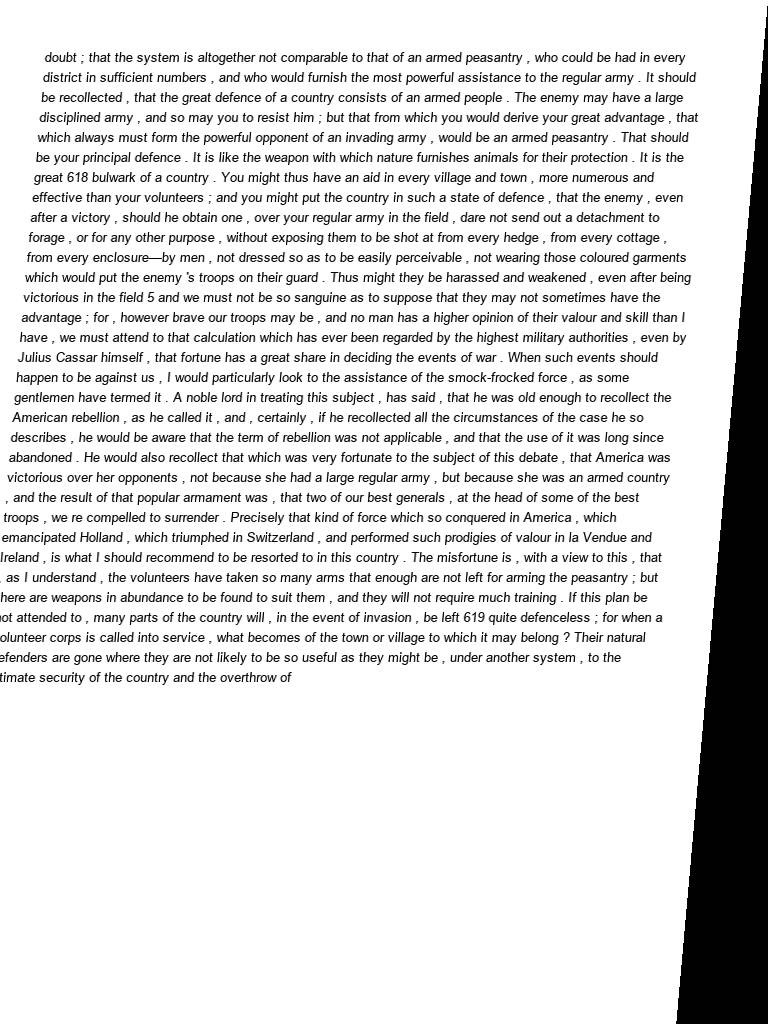 doubt ; that the system is altogether not comparable to that of an armed peasantry , who could be had in every
district in sufficient numbers , and who would furnish the most powerful assistance to the regular army . It should
be recollected , that the great defence of a country consists of an armed people . The enemy may have a large
disciplined army , and so may you to resist him ; but that from which you would derive your great advantage , that
which always must form the powerful opponent of an invading army , would be an armed peasantry . That should
be your principal defence . It is like the weapon with which nature furnishes animals for their protection . It is the
great 618 bulwark of a country . You might thus have an aid in every village and town , more numerous and
effective than your volunteers ; and you might put the country in such a state of defence , that the enemy , even
after a victory , should he obtain one , over your regular army in the field , dare not send out a detachment to
forage , or for any other purpose , without exposing them to be shot at from every hedge , from every cottage ,
from every enclosure—by men , not dressed so as to be easily perceivable , not wearing those coloured garments
which would put the enemy 's troops on their guard . Thus might they be harassed and weakened , even after being
victorious in the field 5 and we must not be so sanguine as to suppose that they may not sometimes have the
advantage ; for , however brave our troops may be , and no man has a higher opinion of their valour and skill than I
have , we must attend to that calculation which has ever been regarded by the highest military authorities , even by
Julius Cassar himself , that fortune has a great share in deciding the events of war . When such events should
happen to be against us , I would particularly look to the assistance of the smock-frocked force , as some
gentlemen have termed it . A noble lord in treating this subject , has said , that he was old enough to recollect the
American rebellion , as he called it , and , certainly , if he recollected all the circumstances of the case he so
describes , he would be aware that the term of rebellion was not applicable , and that the use of it was long since
abandoned . He would also recollect that which was very fortunate to the subject of this debate , that America was
victorious over her opponents , not because she had a large regular army , but because she was an armed country
, and the result of that popular armament was , that two of our best generals , at the head of some of the best
troops , we re compelled to surrender . Precisely that kind of force which so conquered in America , which
emancipated Holland , which triumphed in Switzerland , and performed such prodigies of valour in la Vendue and
Ireland , is what I should recommend to be resorted to in this country . The misfortune is , with a view to this , that
, as I understand , the volunteers have taken so many arms that enough are not left for arming the peasantry ; but
here are weapons in abundance to be found to suit them , and they will not require much training . If this plan be
not attended to , many parts of the country will , in the event of invasion , be left 619 quite defenceless ; for when a
olunteer corps is called into service , what becomes of the town or village to which it may belong ? Their natural
efenders are gone where they are not likely to be so useful as they might be , under another system , to the
timate security of the country and the overthrow of